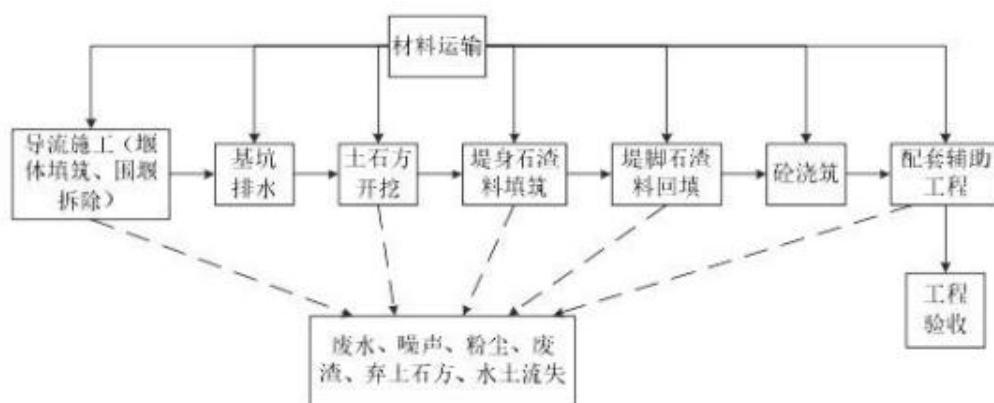 材料运输
导流施工（堰
体填筑、围堰
拆除）
基坑
排水
土石方
开挖
堤身石渣
料填筑
堤脚石渣
料回填
砼浇筑
配套辅助
工程
工程
验收
废水、噪声、粉尘、废
渣、弃土石方、水土流失